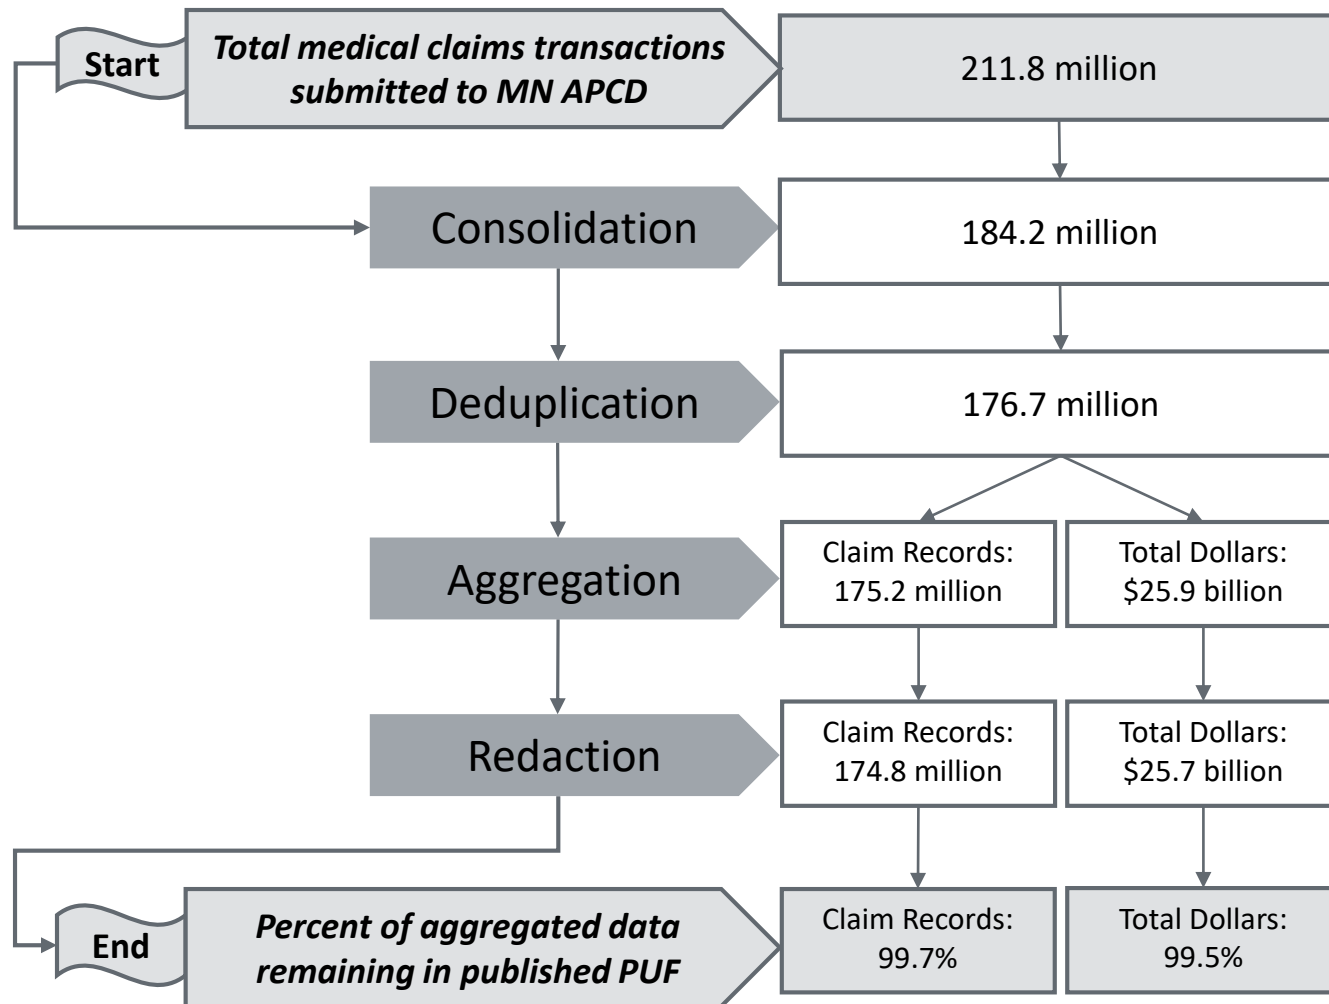 Start
Total medical claims transactions
submitted to MN APCD
211.8 million
Consolidation
184.2 million
Deduplication
176.7 million
Aggregation
Claim Records:
175.2 million
Total Dollars:
$25.9 billion
Redaction
Claim Records:
174.8 million
Total Dollars:
$25.7 billion
End
Percent of aggregated data
remaining in published PUF
Claim Records:
99.7%
Total Dollars:
99.5%